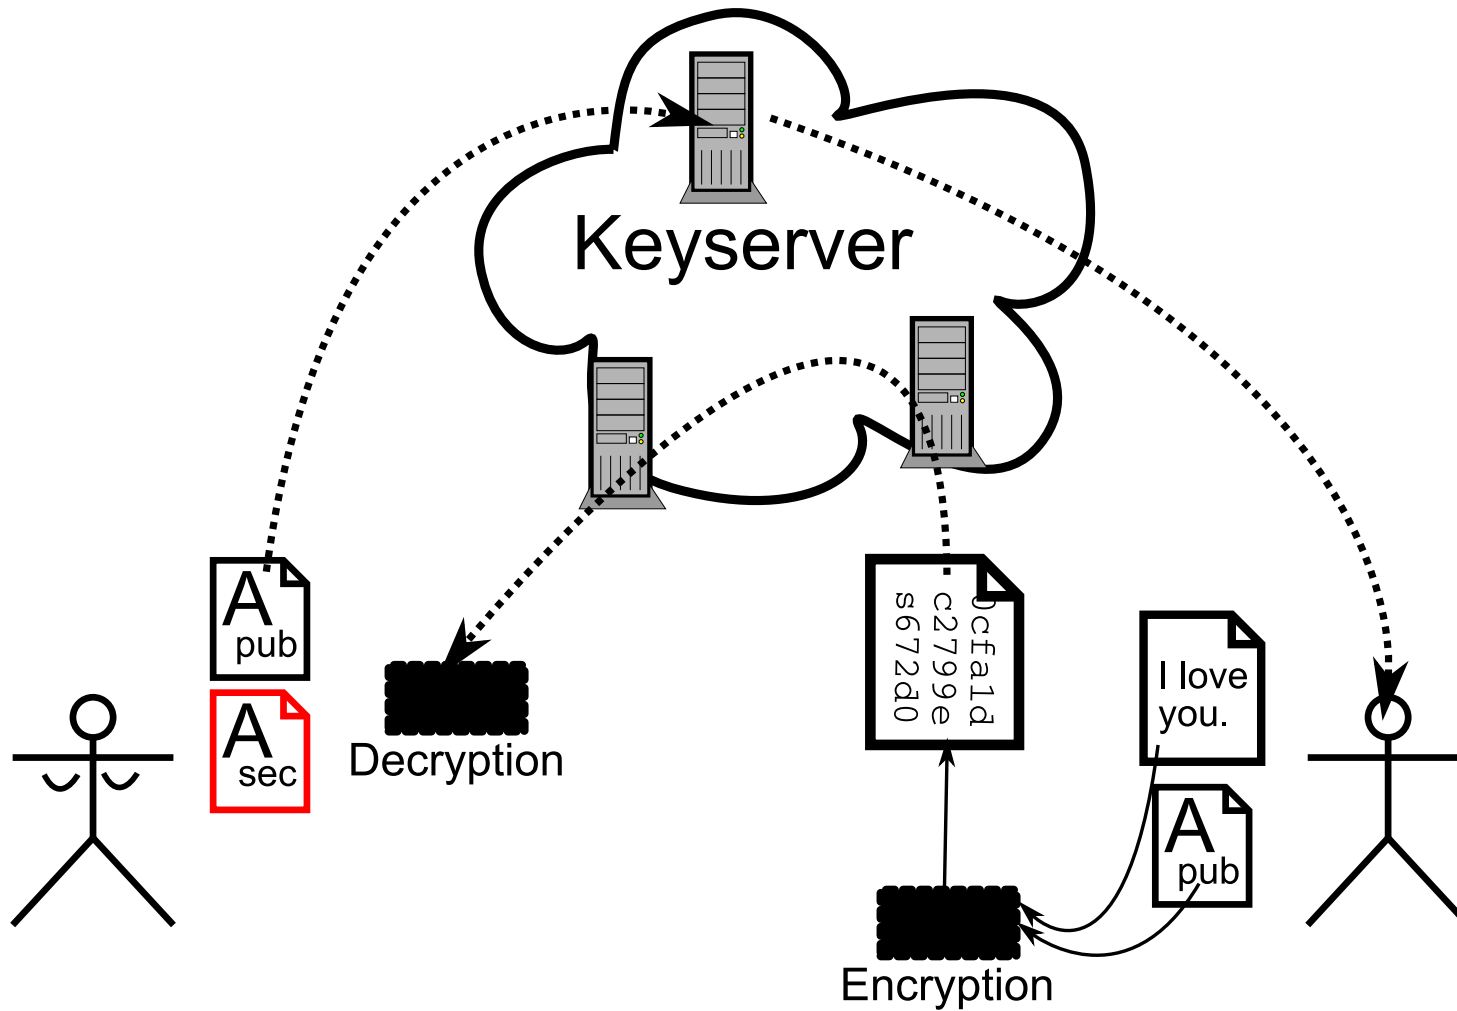 Keyserver
A
pub
A
sec
Decryption
0cfa1d
c2799e
s672d0
I love
you.
A
pub
Encryption